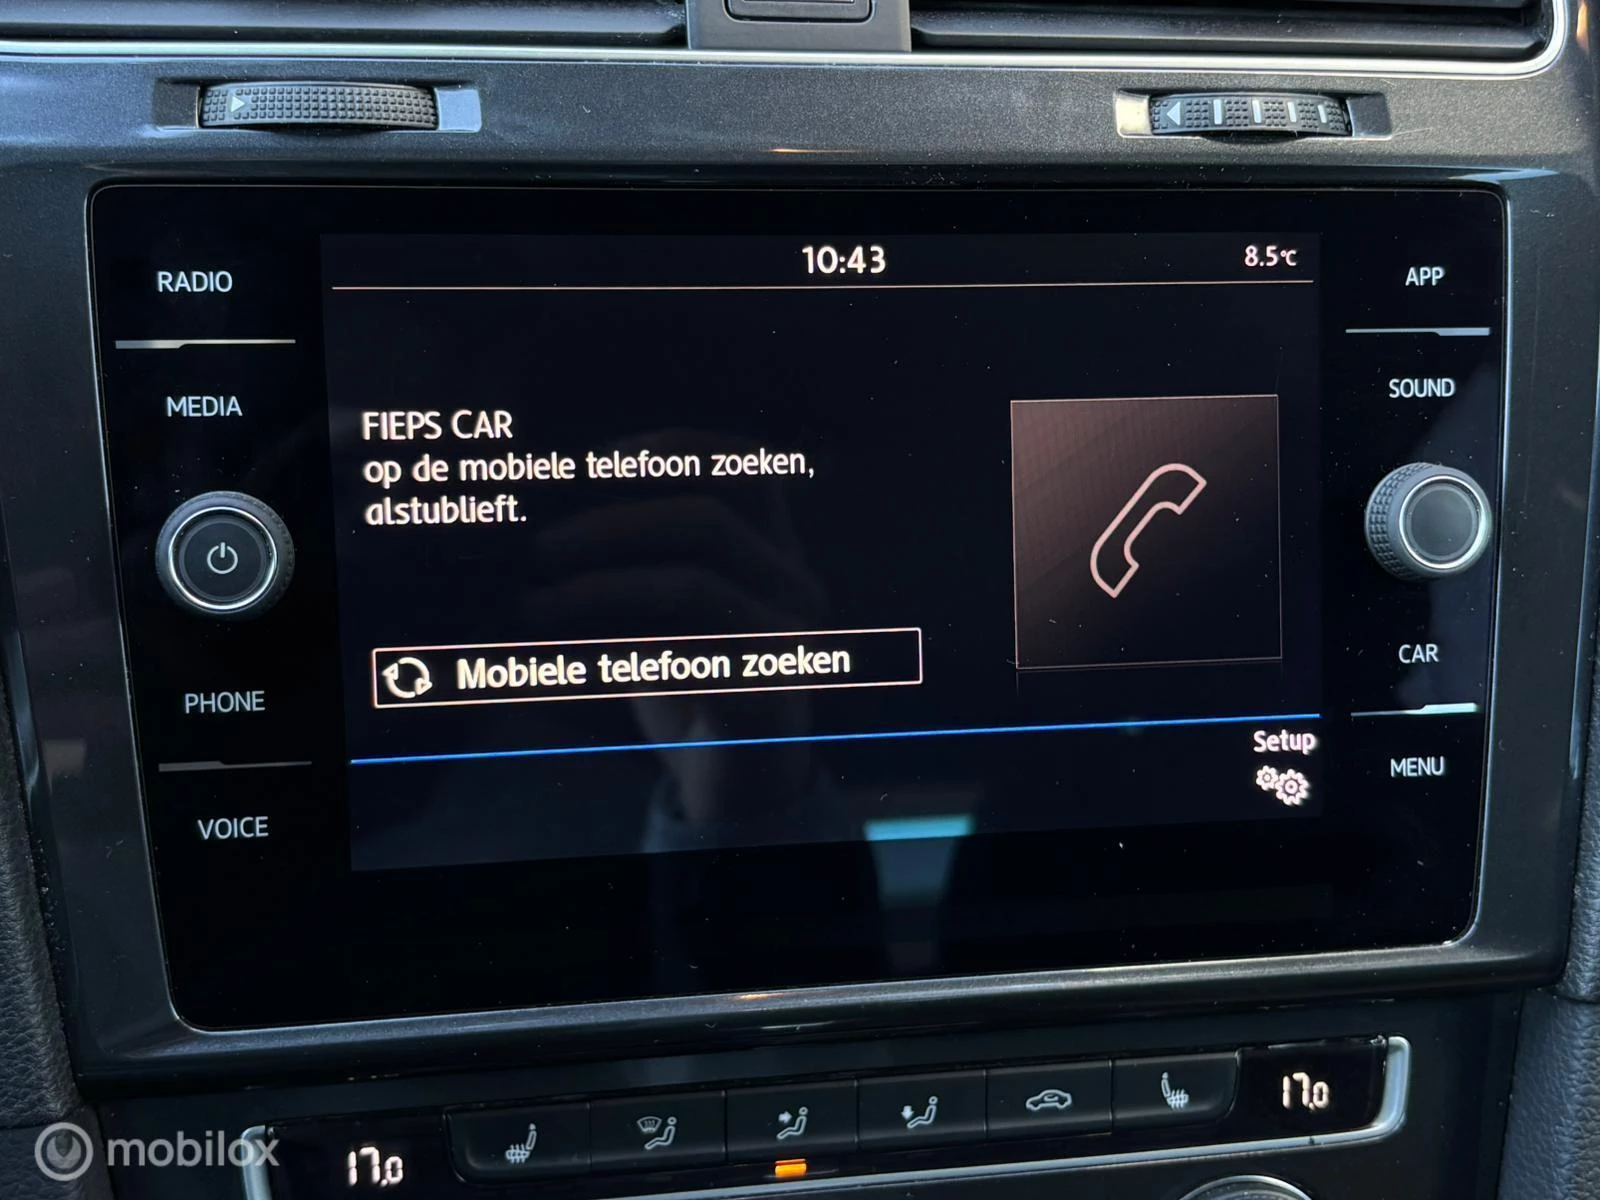 10:43
8.5°C
RADIO
MEDIA
PHONE
VOICE
FIEPS CAR
op de mobiele telefoon zoeken,
alstublieft.
Mobiele telefoon zoeken
Setup
APP
SOUND
CAR
MENU
17,0
17,0
mobilox